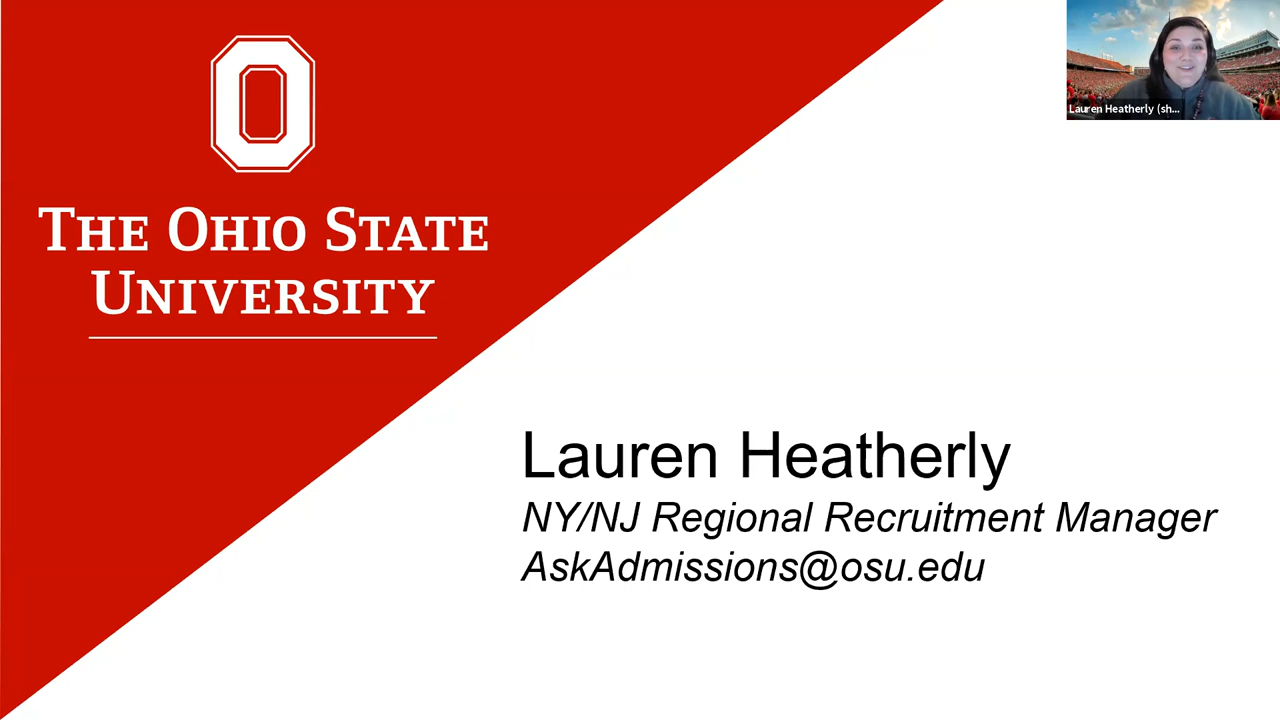 O
THE OHIO STATE
UNIVERSITY
Lauren Heatherly (sh...
Lauren Heatherly
NY/NJ Regional Recruitment Manager
AskAdmissions@osu.edu